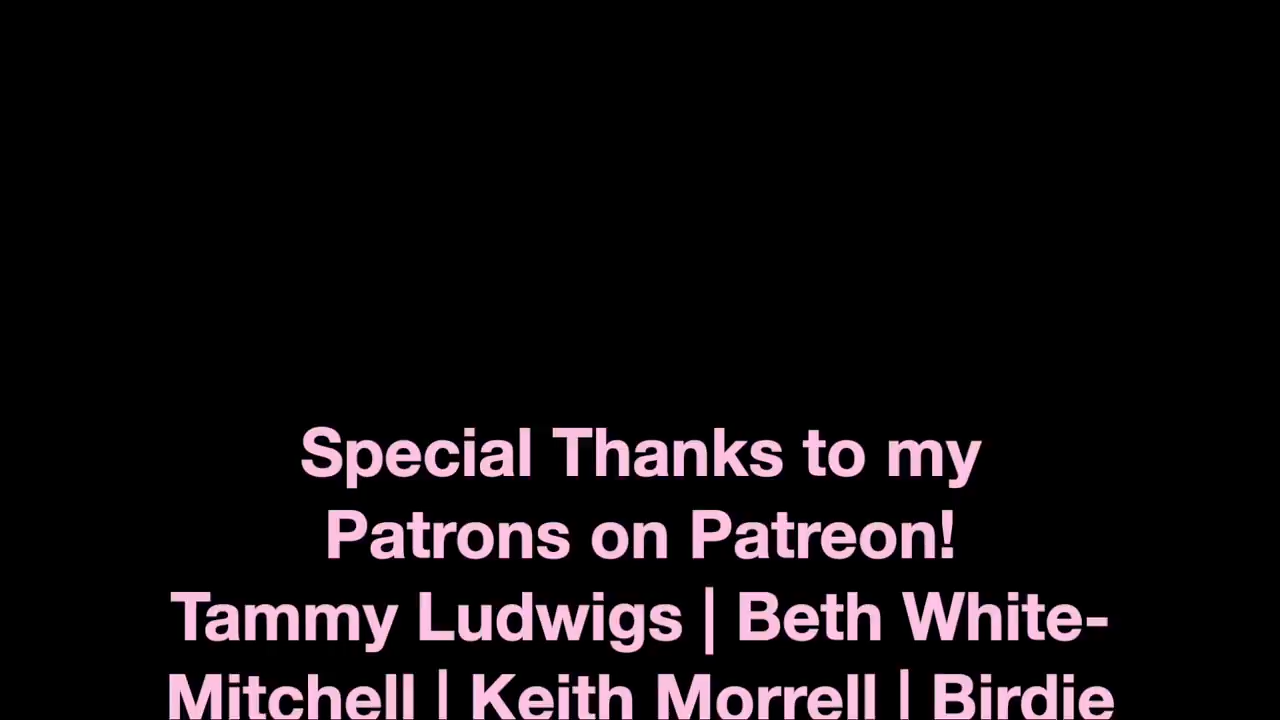 Special Thanks to my
Patrons on Patreon!
Tammy Ludwigs | Beth White-
Mitchell | Keith Morrell | Birdie